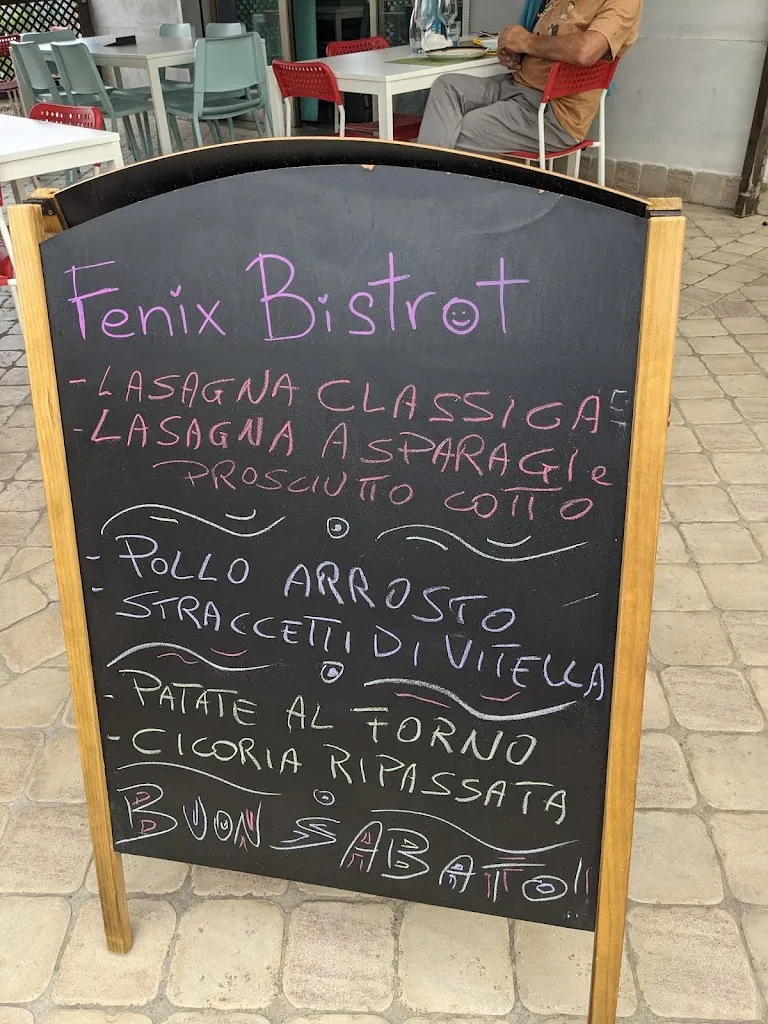 Fenix Bistrot
- LASAGNA CLASSICA
- LASAGNA ASPARAGI e
PROSCIUTTO COTTO
- POLLO ARROSTO
- STRACCETTI DI VITELLA
- PATATE AL FORNO
- CICORIA RIPASSATA
BUON SABATO!!